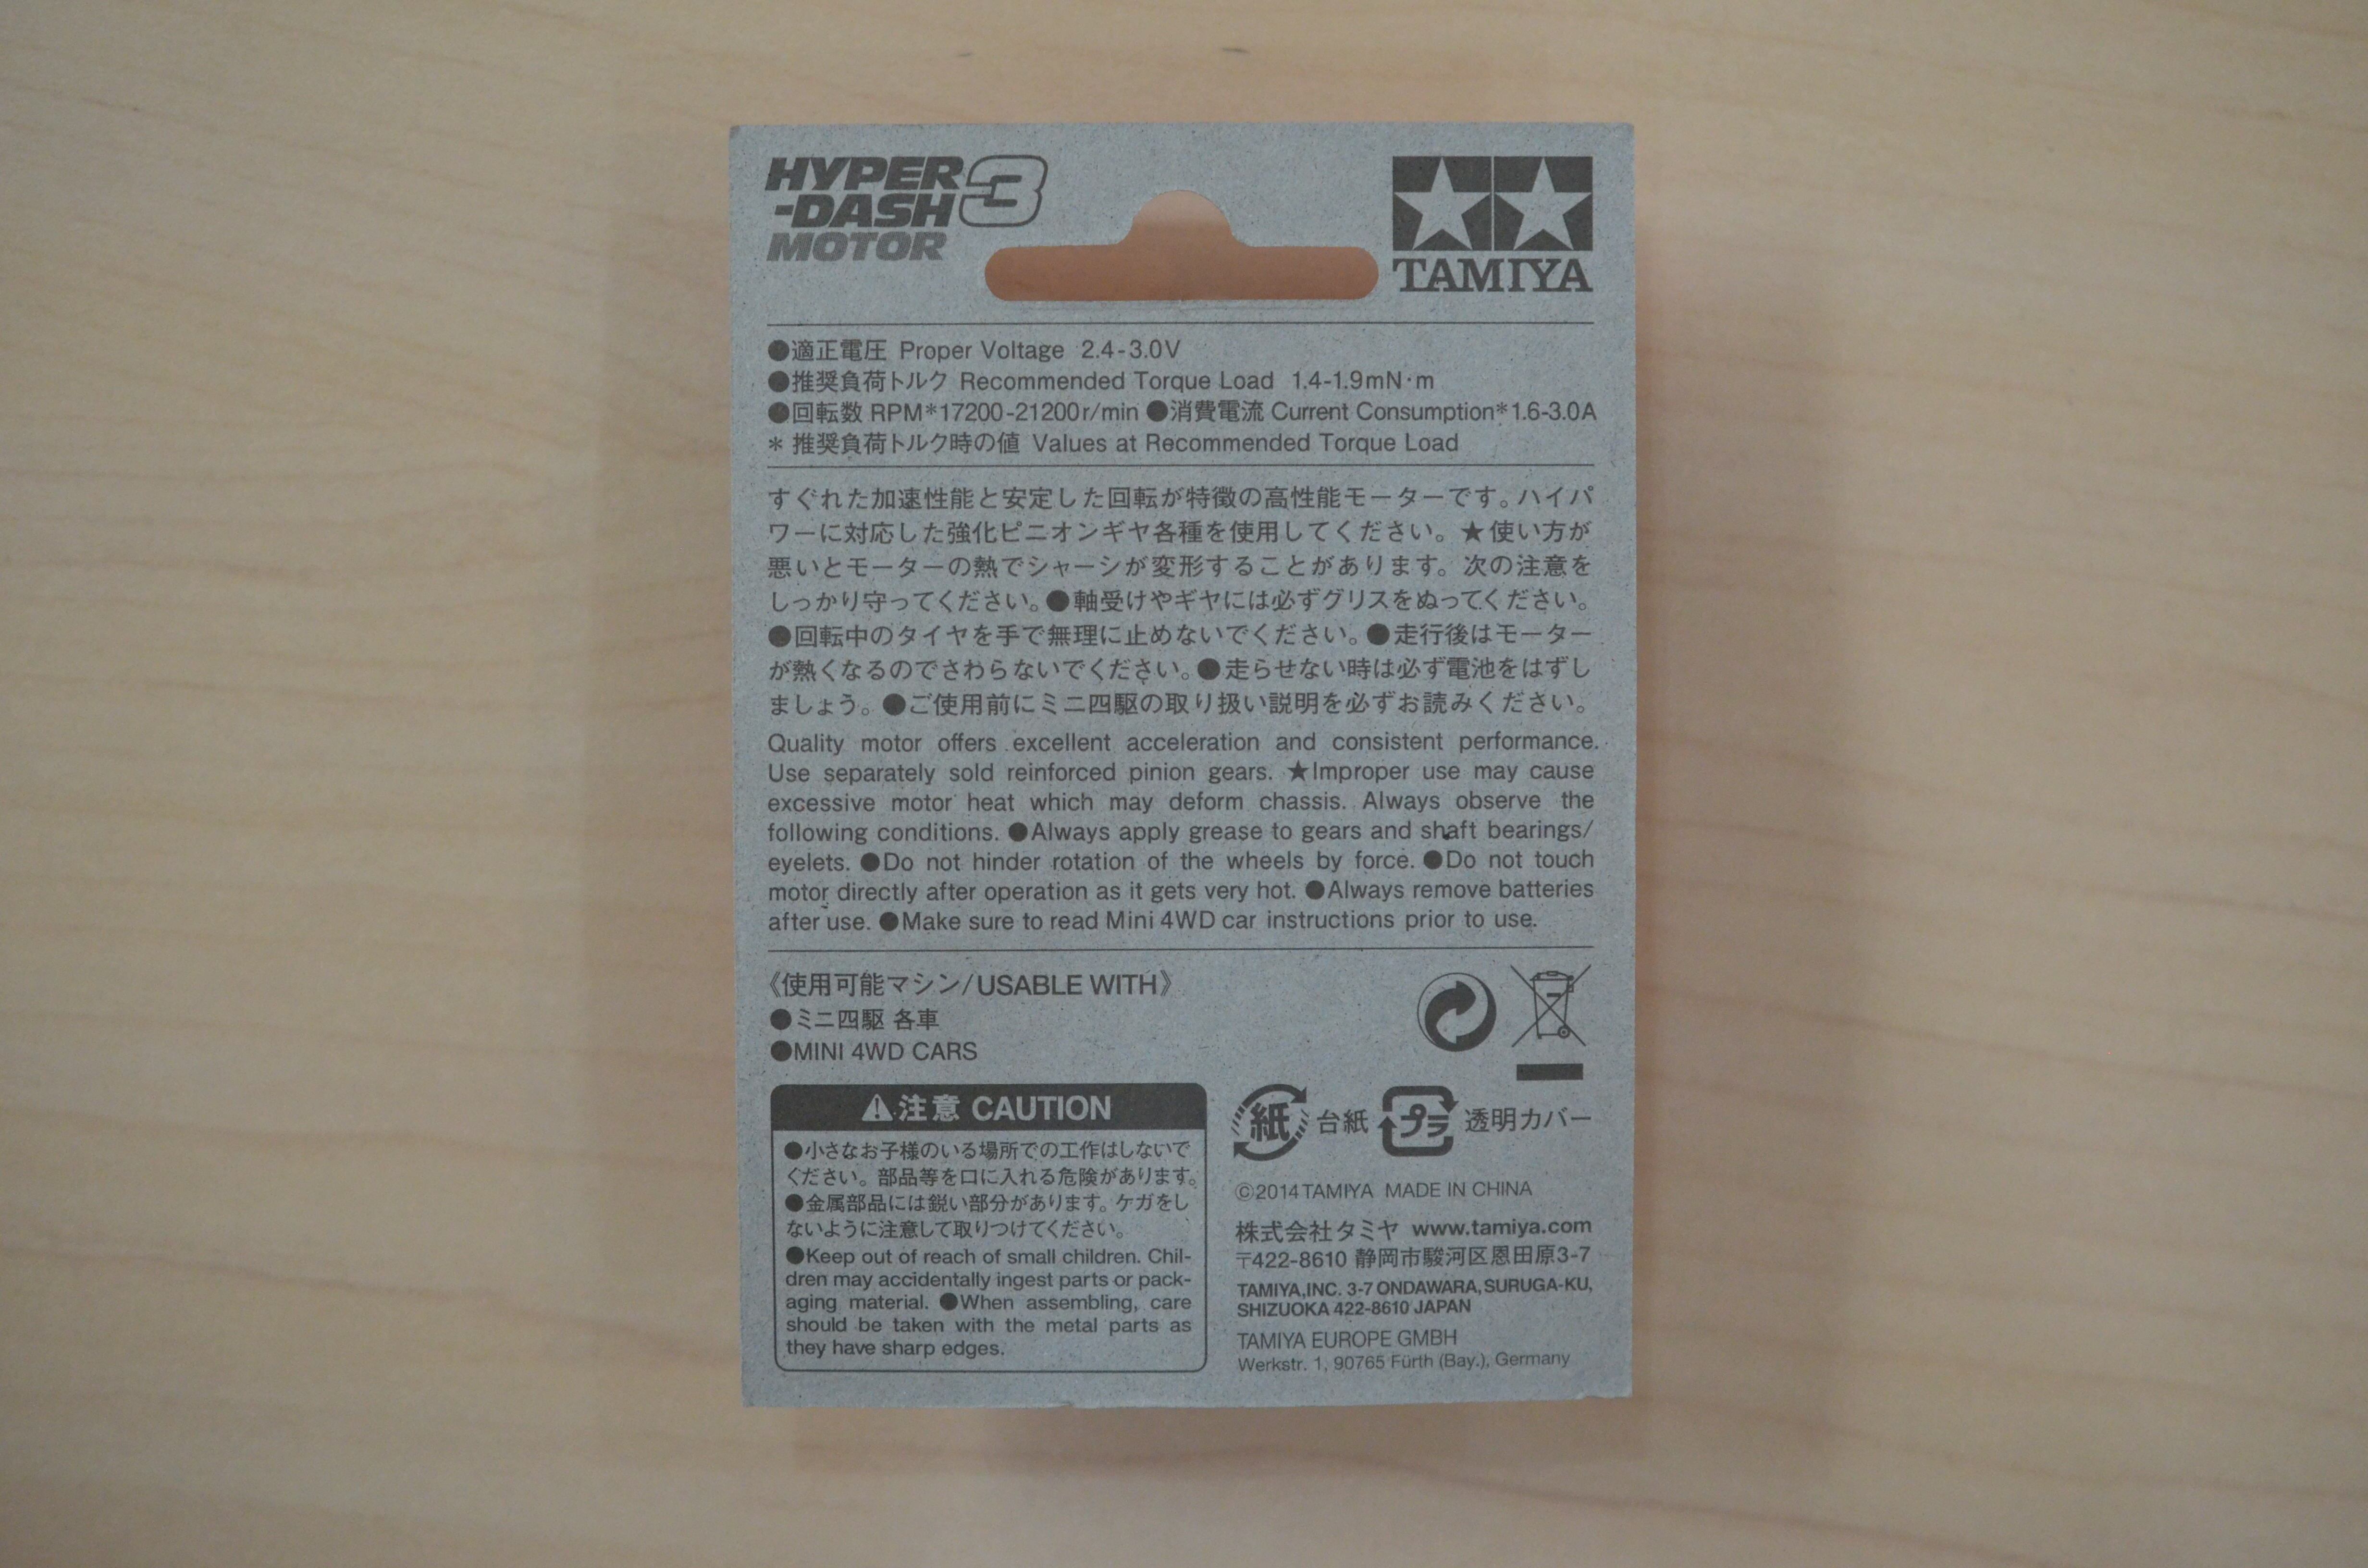 HYPER
-DASH 3
MOTOR
TAMIYA
●適正電圧 Proper Voltage 2.4-3.0V
●推奨負荷トルク Recommended Torque Load 1.4-1.9mN·m
●回転数 RPM*17200-21200r/min ●消費電流 Current Consumption*1.6-3.0A
* 推奨負荷トルク時の値 Values at Recommended Torque Load
すぐれた加速性能と安定した回転が特徴の高性能モーターです。ハイパ
ワーに対応した強化ピニオンギヤ各種を使用してください。★使い方が
悪いとモーターの熱でシャーシが変形することがあります。次の注意を
しっかり守ってください。●軸受けやギヤには必ずグリスをぬってください。
●回転中のタイヤを手で無理に止めないでください。●走行後はモーター
が熱くなるのでさわらないでください。●走らせない時は必ず電池をはずし
ましょう。●ご使用前にミニ四駆の取り扱い説明を必ずお読みください。
Quality motor offers excellent acceleration and consistent performance.
Use separately sold reinforced pinion gears. ★Improper use may cause
excessive motor heat which may deform chassis. Always observe the
following conditions. ●Always apply grease to gears and shaft bearings/
eyelets. ●Do not hinder rotation of the wheels by force. ●Do not touch
motor directly after operation as it gets very hot. ●Always remove batteries
after use. ●Make sure to read Mini 4WD car instructions prior to use.
《使用可能マシン/USABLE WITH》
●ミニ四駆 各車
●MINI 4WD CARS
⚠注意 CAUTION
●小さなお子様のいる場所での工作はしないで
ください。部品等を口に入れる危険があります。
●金属部品には鋭い部分があります。ケガをし
ないように注意して取りつけてください。
●Keep out of reach of small children. Chil-
dren may accidentally ingest parts or pack-
aging material. ●When assembling, care
should be taken with the metal parts as
they have sharp edges.
紙 台紙 プラ 透明カバー
©2014 TAMIYA MADE IN CHINA
株式会社タミヤ www.tamiya.com
〒422-8610 静岡市駿河区恩田原3-7
TAMIYA,INC. 3-7 ONDAWARA, SURUGA-KU,
SHIZUOKA 422-8610 JAPAN
TAMIYA EUROPE GMBH
Werkstr. 1, 90765 Fürth (Bay.), Germany